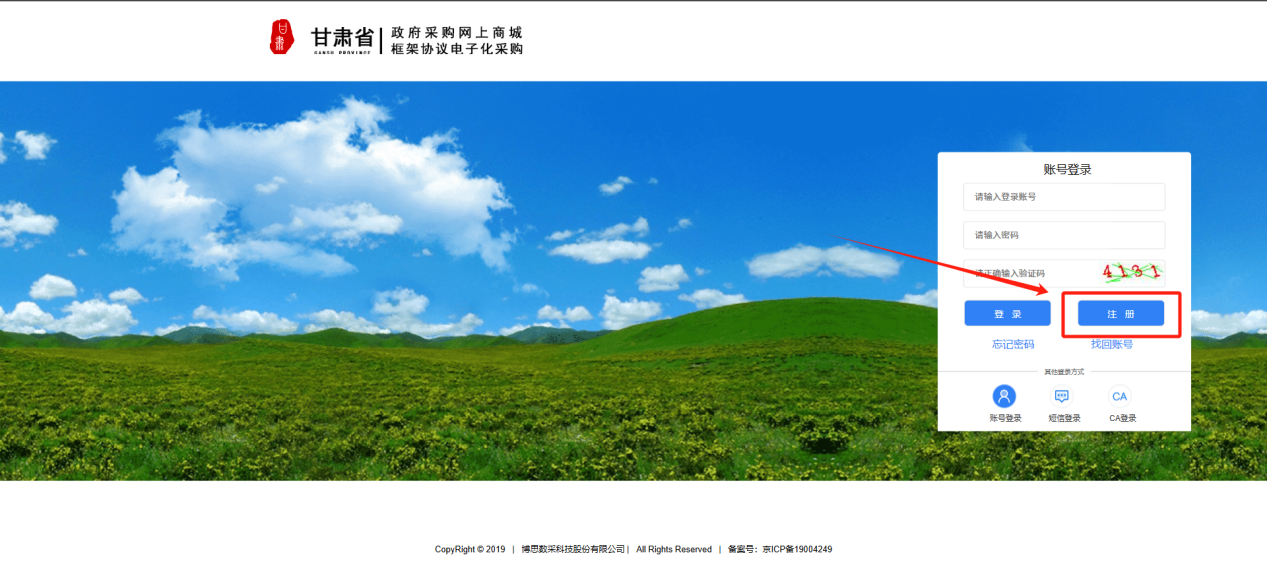 甘肃
甘肃省
GANSU PROVINCE
政府采购网上商城
框架协议电子化采购
账号登录
请输入登录账号
请输入密码
请正确输入验证码
4131
登 录
注 册
忘记密码
找回账号
其他登录方式
账号登录
短信登录
CA
CA登录
CopyRight © 2019 | 博思数采科技股份有限公司 | All Rights Reserved | 备案号：京ICP备19004249